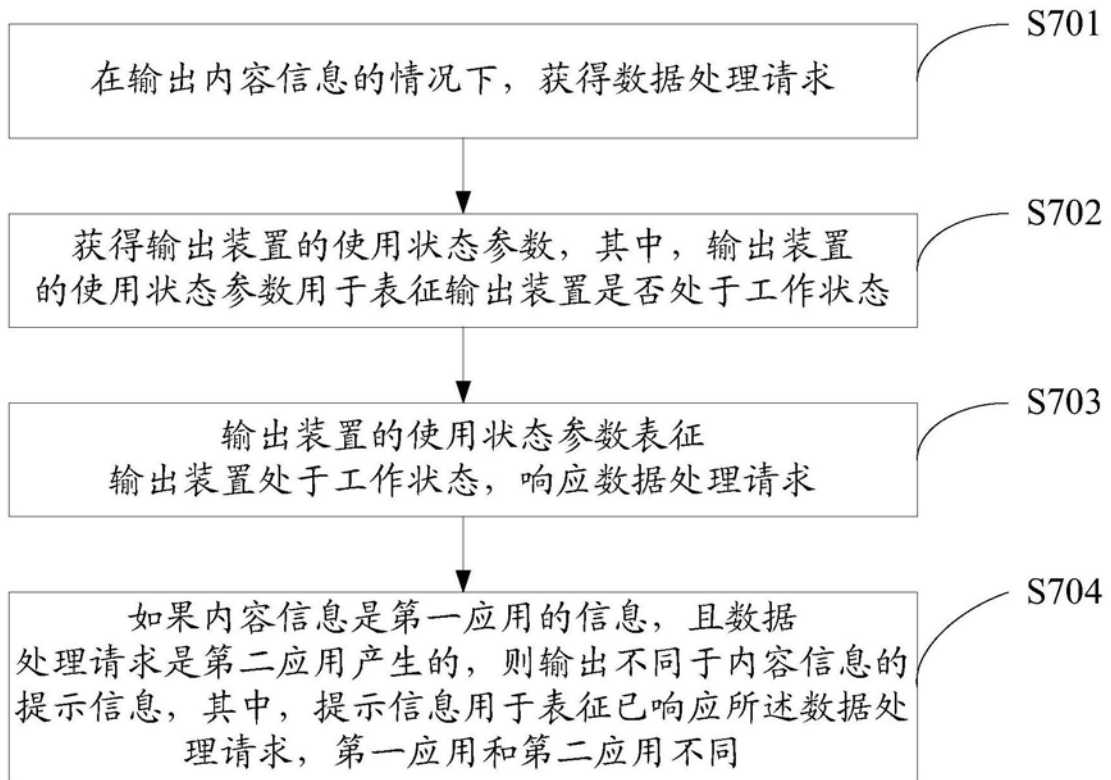 在输出内容信息的情况下，获得数据处理请求
S701
获得输出装置的使用状态参数，其中，输出装置
的使用状态参数用于表征输出装置是否处于工作状态
S702
输出装置的使用状态参数表征
输出装置处于工作状态，响应数据处理请求
S703
如果内容信息是第一应用的信息，且数据
处理请求是第二应用产生的，则输出不同于内容信息的
提示信息，其中，提示信息用于表征已响应所述数据处
理请求，第一应用和第二应用不同
S704